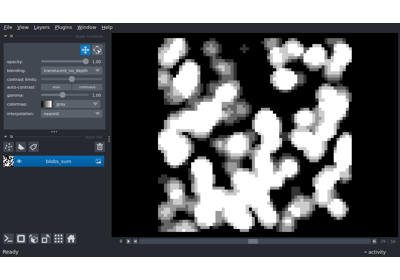 File View Layers Plugins Window Help
opacity: 1.00
blending: translucent_no_depth
contrast limits:
auto-contrast: once continuous
gamma: 1.00
colormap: gray
interpolation: nearest
blobs_sum
Ready
activity